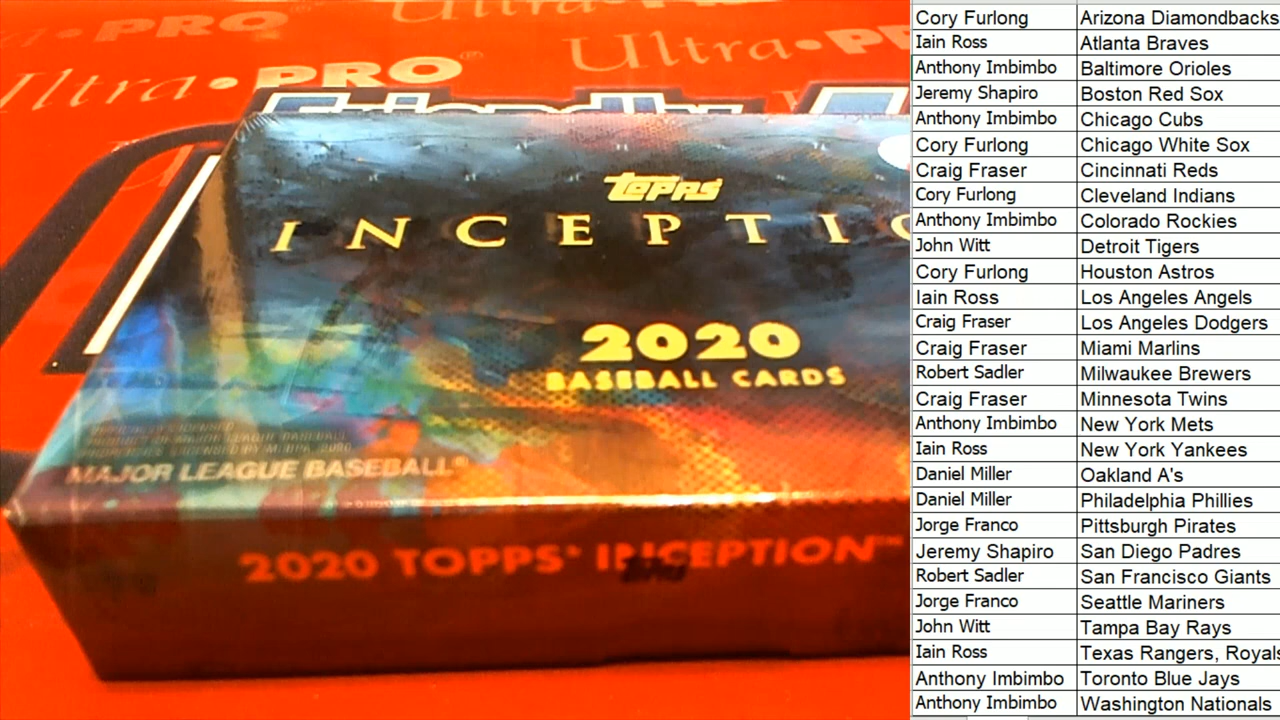 Ultra PRO
Ultra PRO
Ultra PRO
Friendly
TOPPS
INCEPTIO
2020
BASEBALL CARDS
MAJOR LEAGUE BASEBALL®
2020 TOPPS® INCEPTION™
Cory Furlong Arizona Diamondbacks
Iain Ross Atlanta Braves
Anthony Imbimbo Baltimore Orioles
Jeremy Shapiro Boston Red Sox
Anthony Imbimbo Chicago Cubs
Cory Furlong Chicago White Sox
Craig Fraser Cincinnati Reds
Cory Furlong Cleveland Indians
Anthony Imbimbo Colorado Rockies
John Witt Detroit Tigers
Cory Furlong Houston Astros
Iain Ross Los Angeles Angels
Craig Fraser Los Angeles Dodgers
Craig Fraser Miami Marlins
Robert Sadler Milwaukee Brewers
Craig Fraser Minnesota Twins
Anthony Imbimbo New York Mets
Iain Ross New York Yankees
Daniel Miller Oakland A's
Daniel Miller Philadelphia Phillies
Jorge Franco Pittsburgh Pirates
Jeremy Shapiro San Diego Padres
Robert Sadler San Francisco Giants
Jorge Franco Seattle Mariners
John Witt Tampa Bay Rays
Iain Ross Texas Rangers, Royals
Anthony Imbimbo Toronto Blue Jays
Anthony Imbimbo Washington Nationals